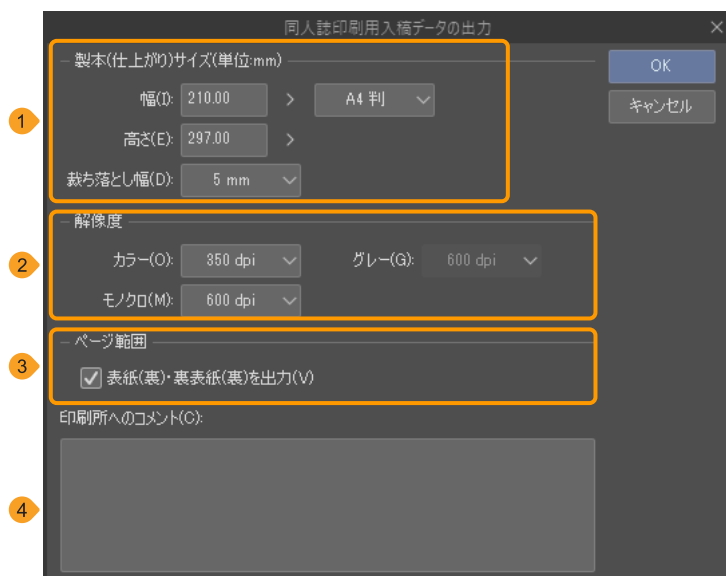 同人誌印刷用入稿データの出力
製本(仕上がり)サイズ(単位:mm)
OK
1
幅(I): 210.00 > A4 判
キャンセル
高さ(E): 297.00 >
裁ち落とし幅(D): 5 mm
解像度
2
カラー(O): 350 dpi グレー(G): 600 dpi
モノクロ(M): 600 dpi
ページ範囲
3
表紙(裏)・裏表紙(裏)を出力(V)
印刷所へのコメント(C):
4